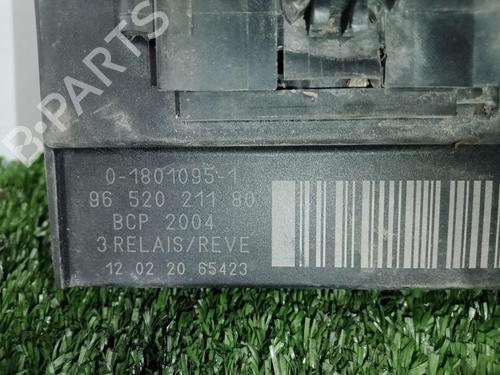 B-PARTS
0-1801095-1
96 520 211 80
BCP 2004
3 RELAIS/REVE
12 02 20 65423